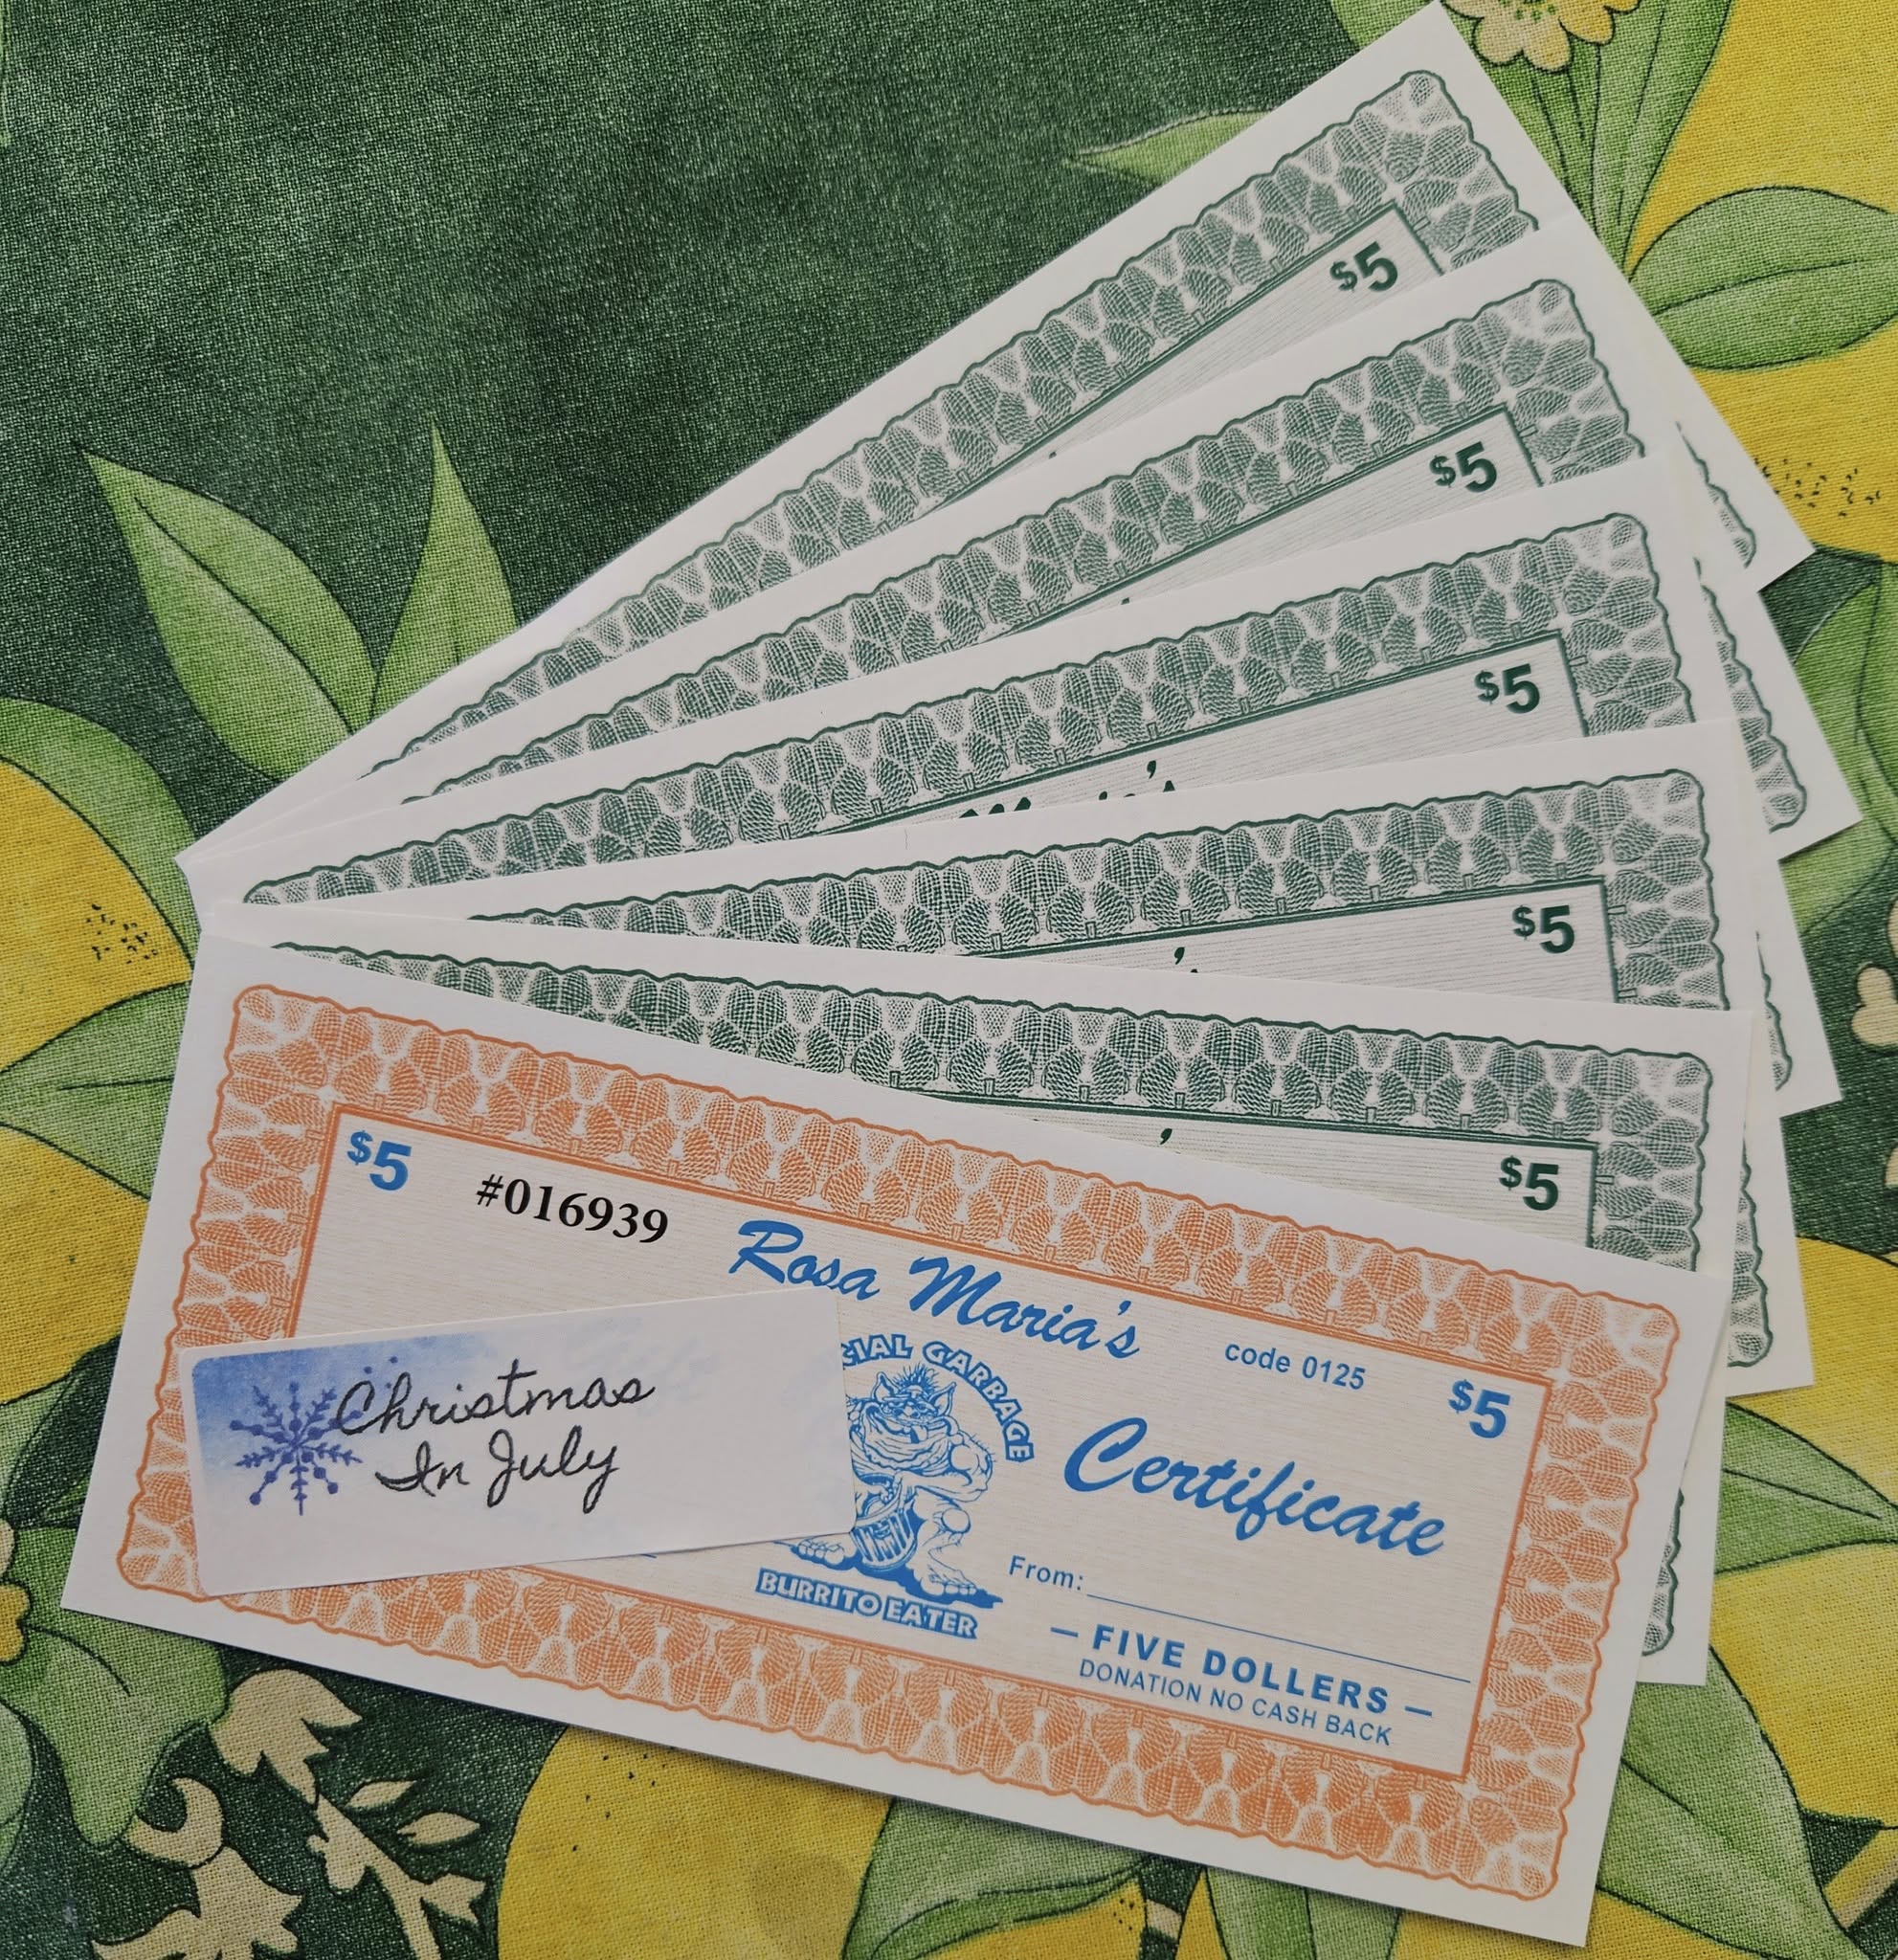 $5
$5
$5
$5
$5
$5 #016939
Rosa Maria's
code 0125
$5
GARBAGE
BURRITO EATER
Certificate
From:
— FIVE DOLLERS —
DONATION NO CASH BACK
Christmas
In July